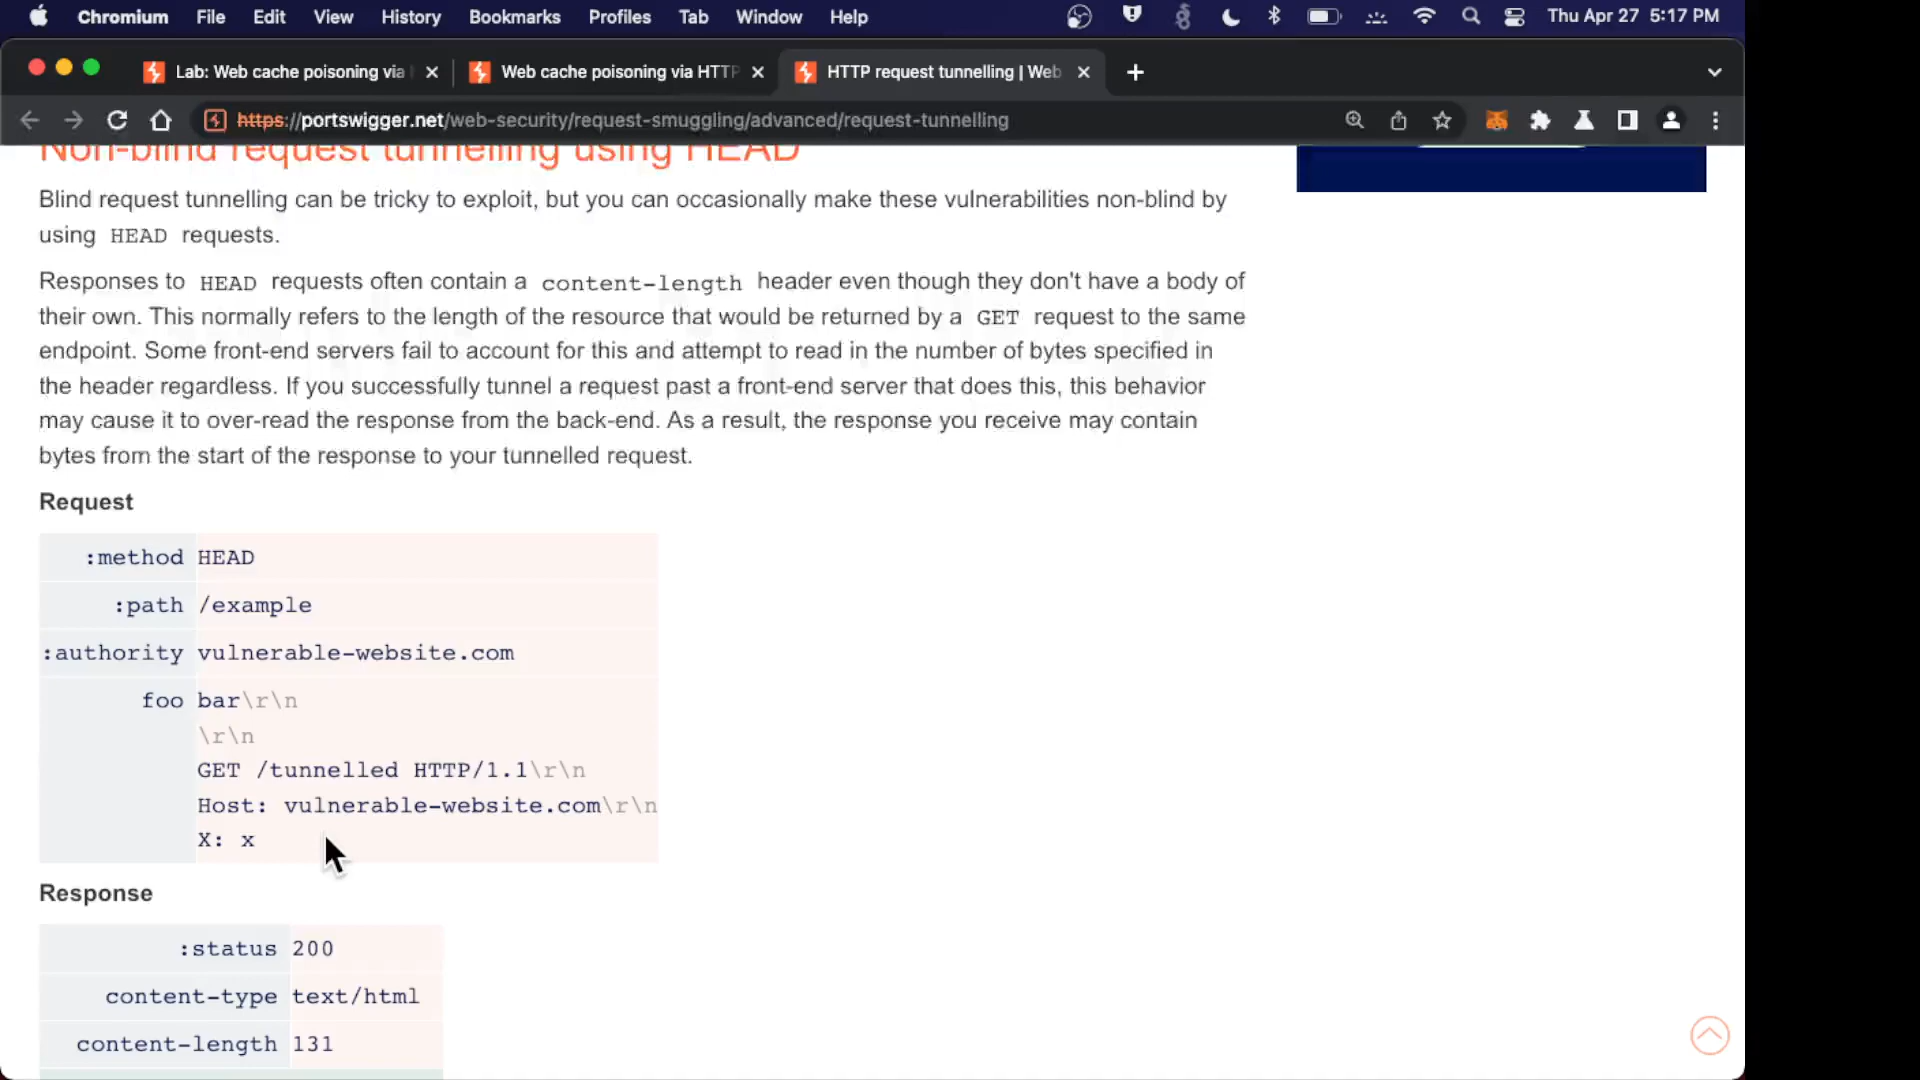 Chromium File Edit View History Bookmarks Profiles Tab Window Help Thu Apr 27 5:17 PM
Lab: Web cache poisoning via
Web cache poisoning via HTTP
HTTP request tunnelling | Web
https://portswigger.net/web-security/request-smuggling/advanced/request-tunnelling
Non-blind request tunnelling using HEAD
Blind request tunnelling can be tricky to exploit, but you can occasionally make these vulnerabilities non-blind by
using HEAD requests.
Responses to HEAD requests often contain a content-length header even though they don't have a body of
their own. This normally refers to the length of the resource that would be returned by a GET request to the same
endpoint. Some front-end servers fail to account for this and attempt to read in the number of bytes specified in
the header regardless. If you successfully tunnel a request past a front-end server that does this, this behavior
may cause it to over-read the response from the back-end. As a result, the response you receive may contain
bytes from the start of the response to your tunnelled request.
Request
:method HEAD
:path /example
:authority vulnerable-website.com
foo bar\r\n
\r\n
GET /tunnelled HTTP/1.1\r\n
Host: vulnerable-website.com\r\n
X: x
Response
:status 200
content-type text/html
content-length 131